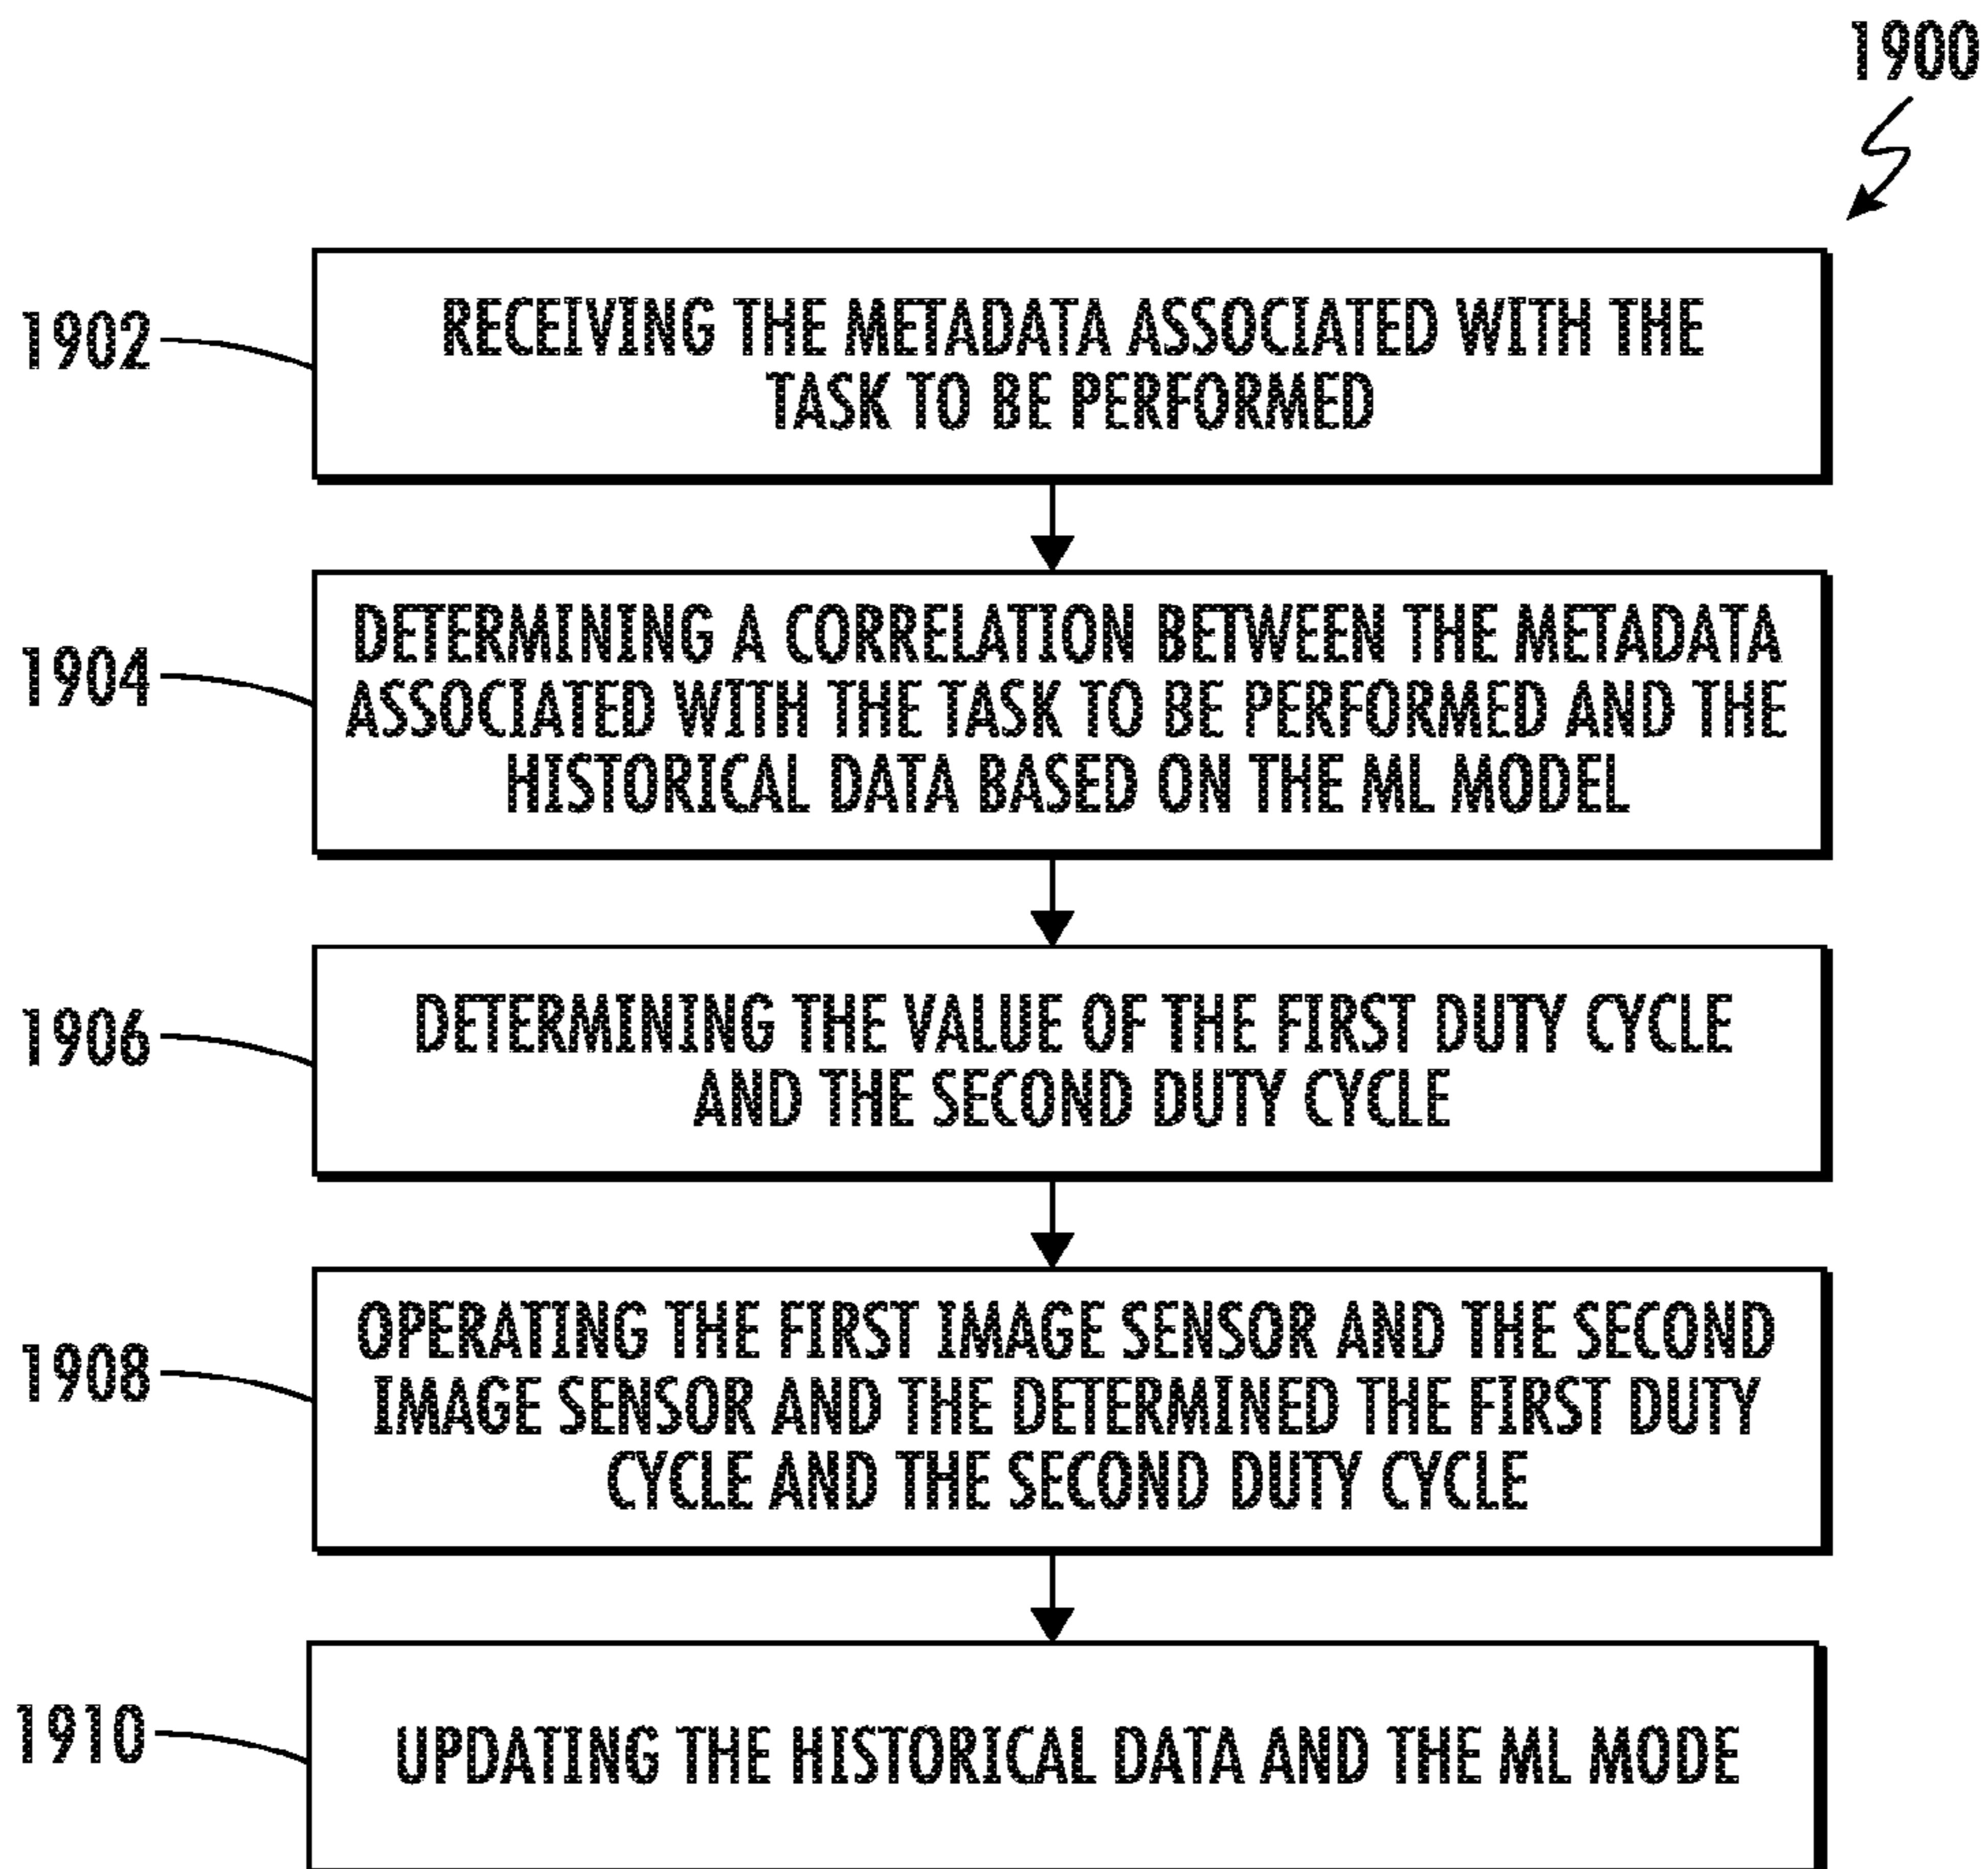 1900
1902
RECEIVING THE METADATA ASSOCIATED WITH THE
TASK TO BE PERFORMED
1904
DETERMINING A CORRELATION BETWEEN THE METADATA
ASSOCIATED WITH THE TASK TO BE PERFORMED AND THE
HISTORICAL DATA BASED ON THE ML MODEL
1906
DETERMINING THE VALUE OF THE FIRST DUTY CYCLE
AND THE SECOND DUTY CYCLE
1908
OPERATING THE FIRST IMAGE SENSOR AND THE SECOND
IMAGE SENSOR AND THE DETERMINED THE FIRST DUTY
CYCLE AND THE SECOND DUTY CYCLE
1910
UPDATING THE HISTORICAL DATA AND THE ML MODE